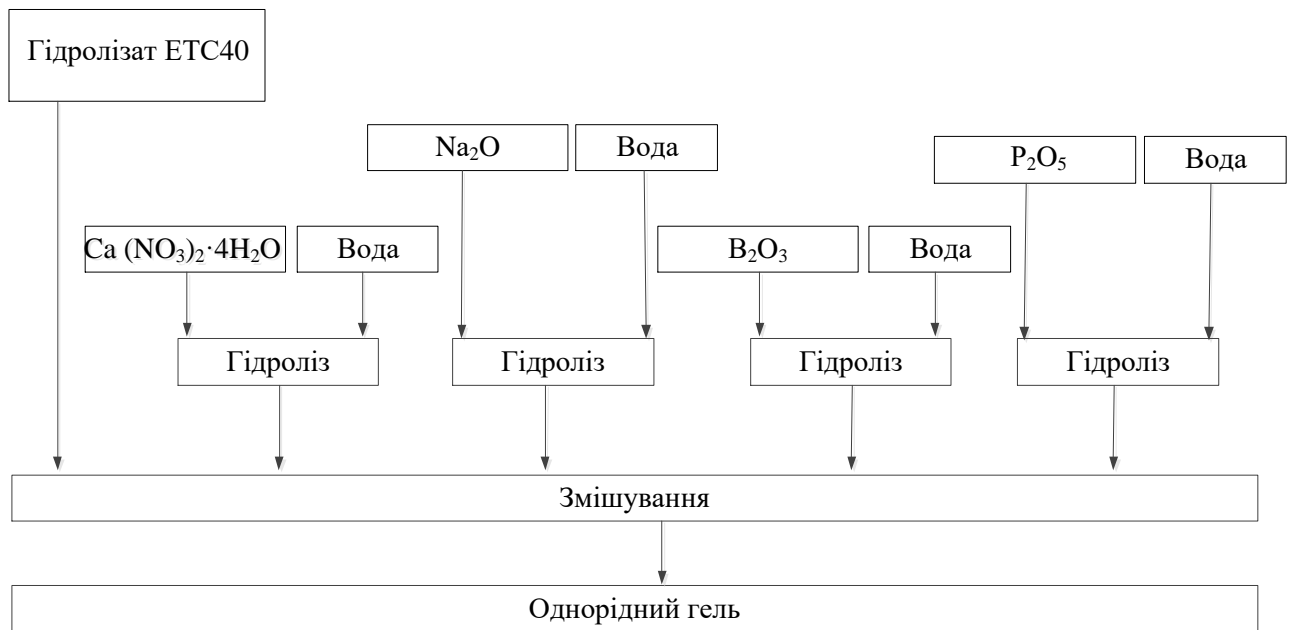 Гідролізат ЕТС40
Na₂O
Вода
P₂O₅
Вода
Ca (NO₃)₂·4H₂O
Вода
B₂O₃
Вода
Гідроліз
Гідроліз
Гідроліз
Гідроліз
Змішування
Однорідний гель